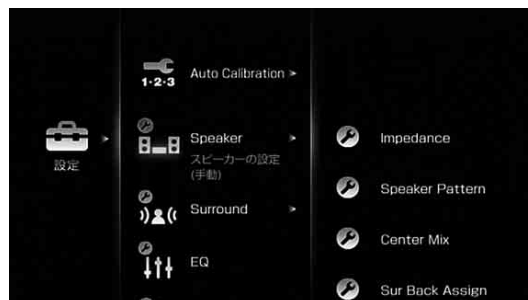 設定
1·2·3
Auto Calibration
Speaker
スピーカーの設定
(手動)
Surround
EQ
Impedance
Speaker Pattern
Center Mix
Sur Back Assign